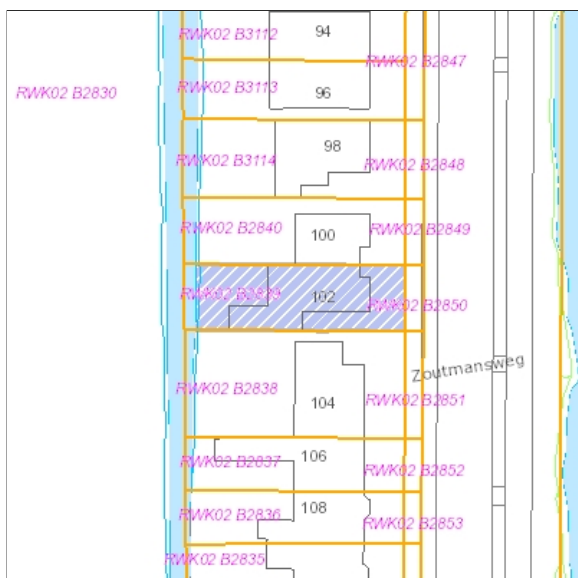 RWK02 B3112
94
RWK02 B2847
RWK02 B2830
RWK02 B3113
96
RWK02 B3114
98
RWK02 B2848
RWK02 B2840
100
RWK02 B2849
RWK02 B2839
102
RWK02 B2850
Zoutmansweg
RWK02 B2838
104
RWK02 B2851
RWK02 B2837
106
RWK02 B2852
RWK02 B2836
108
RWK02 B2853
RWK02 B2835